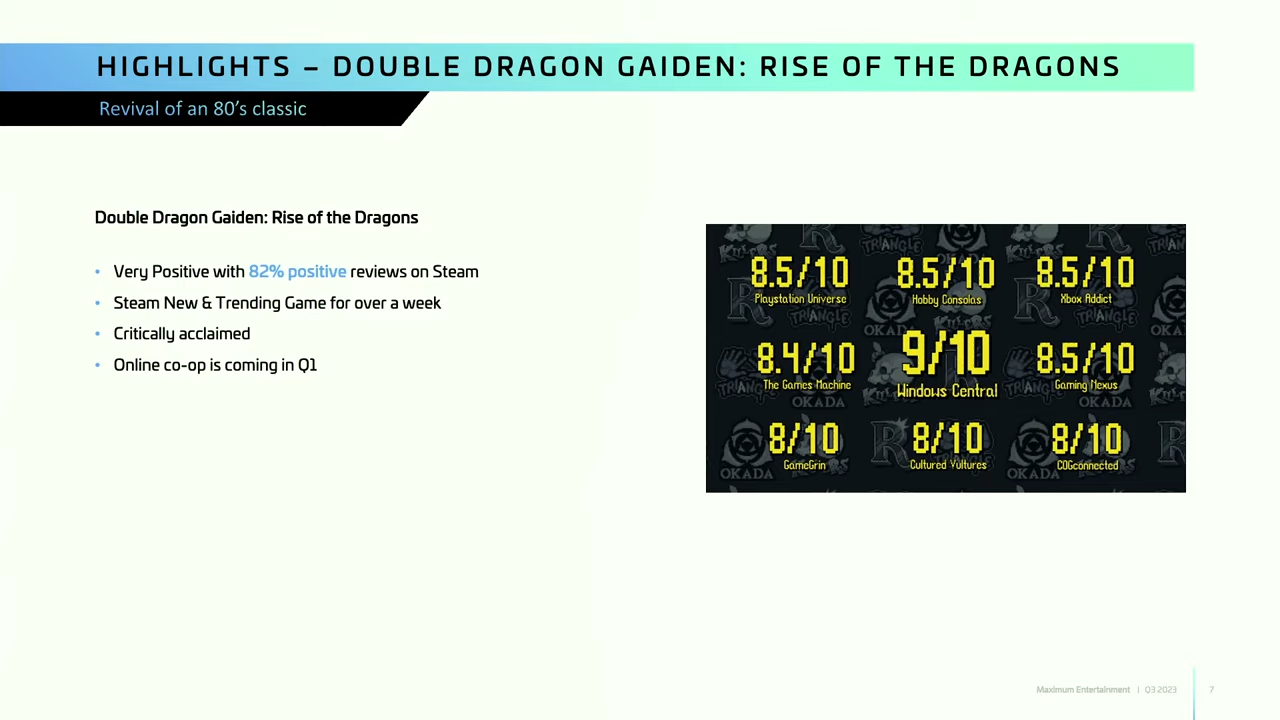 HIGHLIGHTS – DOUBLE DRAGON GAIDEN: RISE OF THE DRAGONS
Revival of an 80's classic
Double Dragon Gaiden: Rise of the Dragons
• Very Positive with 82% positive reviews on Steam
• Steam New & Trending Game for over a week
• Critically acclaimed
• Online co-op is coming in Q1
8.5/10 8.5/10 8.5/10
Playstation Universe Hobby Consolas Xbox Addict
8.4/10 9/10 8.5/10
The Games Machine Windows Central Gaming Nexus
8/10 8/10 8/10
GameGrin Cultured Vultures COGconnected
Maximum Entertainment | Q3 2023 7